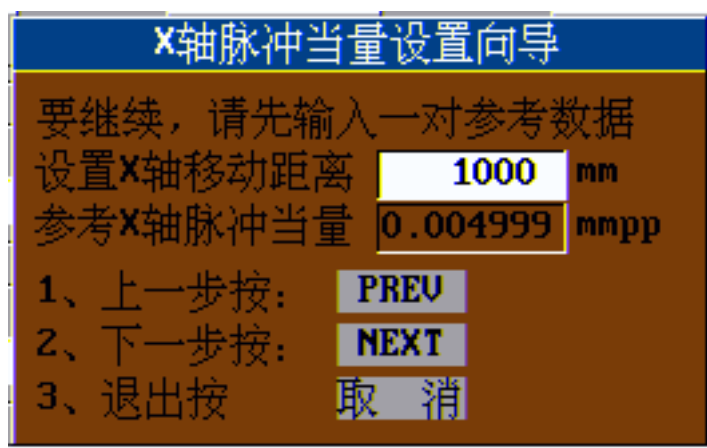 X轴脉冲当量设置向导
要继续，请先输入一对参考数据
设置X轴移动距离 1000 mm
参考X轴脉冲当量 0.004999 mmpp
1、上一步按： PREV
2、下一步按： NEXT
3、退出按 取 消